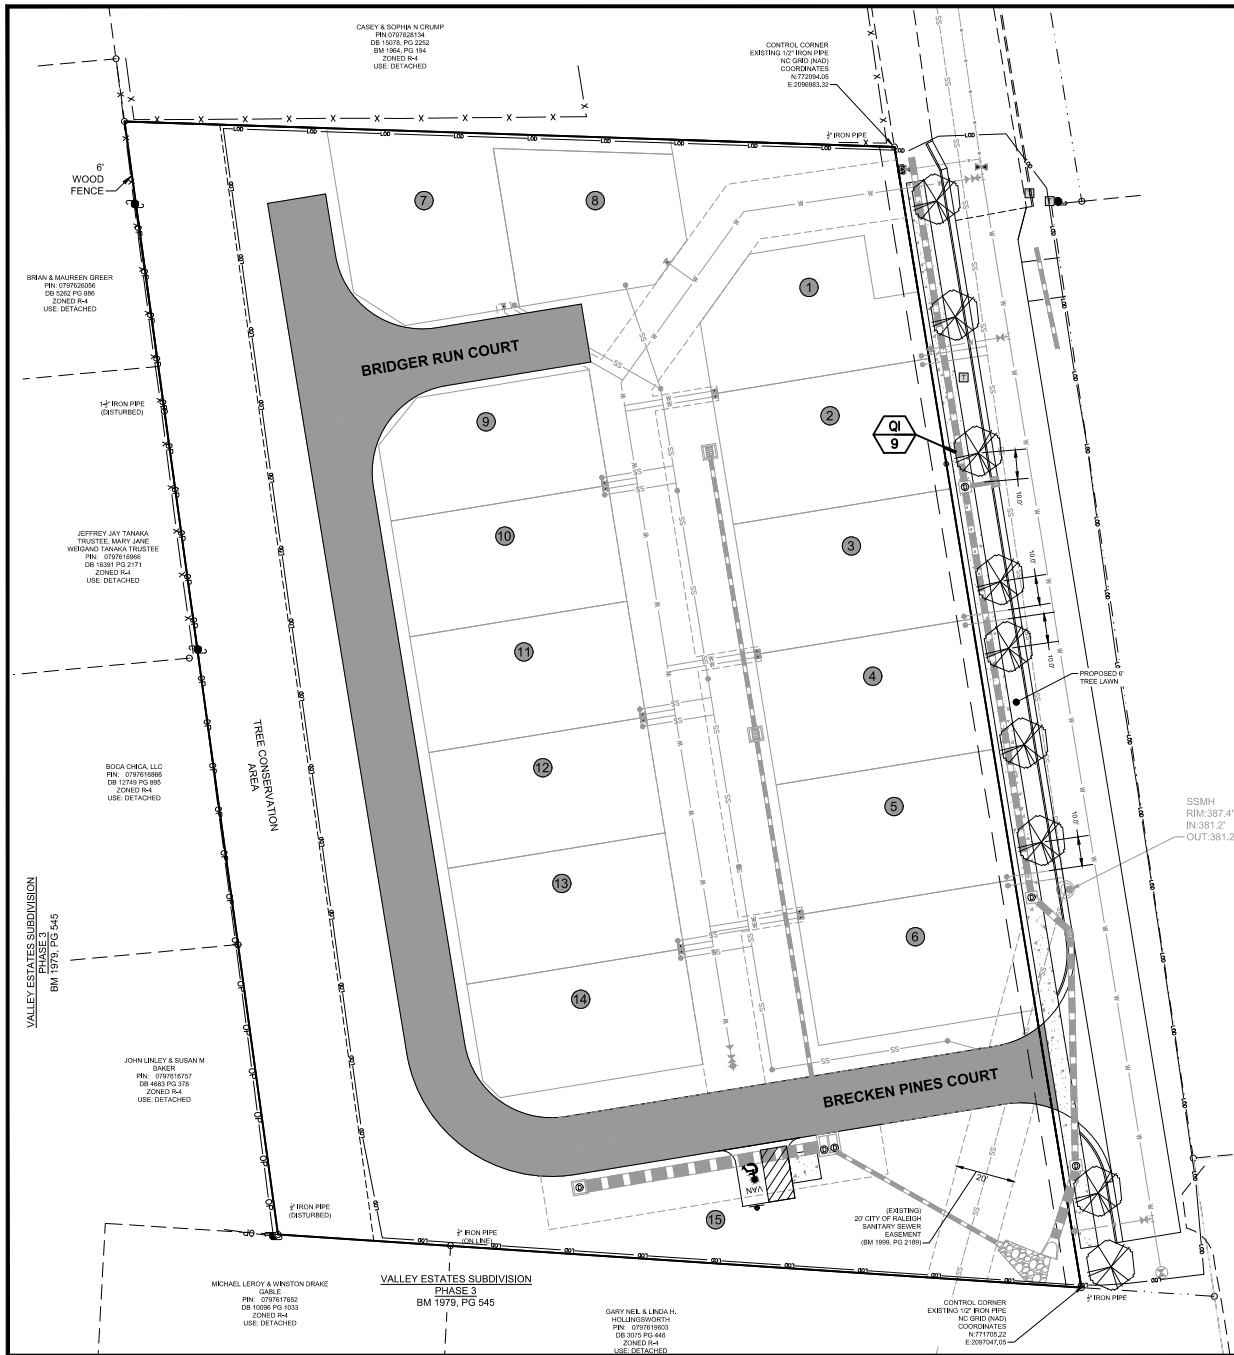 CASEY & SOPHIA N CRUMP
PIN:0797628134
DB 15078, PG 2252
BM 1964, PG 194
ZONED R-4
USE: DETACHED
CONTROL CORNER
EXISTING 1/2" IRON PIPE
NC GRID (NAD)
COORDINATES
N:772094.05
E:2096983.32
½" IRON PIPE
6'
WOOD
FENCE
7
8
BRIAN & MAUREEN GREER
PIN: 0797626056
DB 5262 PG 886
ZONED R-4
USE: DETACHED
1
BRIDGER RUN COURT
1-½" IRON PIPE
(DISTURBED)
9
2
QI
9
10.0'
10
3
JEFFREY JAY TANAKA
TRUSTEE, MARY JANE
WEIGAND TANAKA TRUSTEE
PIN: 0797616966
DB 16391 PG 2171
ZONED R-4
USE: DETACHED
10.0'
11
4
10.0'
PROPOSED 6'
TREE LAWN
TREE CONSERVATION
AREA
BOCA CHICA, LLC
PIN: 0797616866
DB 12749 PG 895
ZONED R-4
USE: DETACHED
12
5
10.0'
SSMH
RIM:387.4'
IN:381.2'
OUT:381.2
VALLEY ESTATES SUBDIVISION
PHASE 3
BM 1979, PG 545
13
6
14
JOHN LINLEY & SUSAN M
BAKER
PIN: 0797616757
DB 4683 PG 378
ZONED R-4
USE: DETACHED
BRECKEN PINES COURT
VAN
20'
15
½" IRON PIPE
(DISTURBED)
½" IRON PIPE
(ON LINE)
(EXISTING)
20' CITY OF RALEIGH
SANITARY SEWER
EASEMENT
(BM 1999, PG 2189)
MICHAEL LEROY & WINSTON DRAKE
GABLE
PIN: 0797617652
DB 10096 PG 1033
ZONED R-4
USE: DETACHED
VALLEY ESTATES SUBDIVISION
PHASE 3
BM 1979, PG 545
GARY NEIL & LINDA H.
HOLLINGSWORTH
PIN: 0797619603
DB 3075 PG 446
ZONED R-4
USE: DETACHED
CONTROL CORNER
EXISTING 1/2" IRON PIPE
NC GRID (NAD)
COORDINATES
N:771705.22
E:2097047.05
½" IRON PIPE